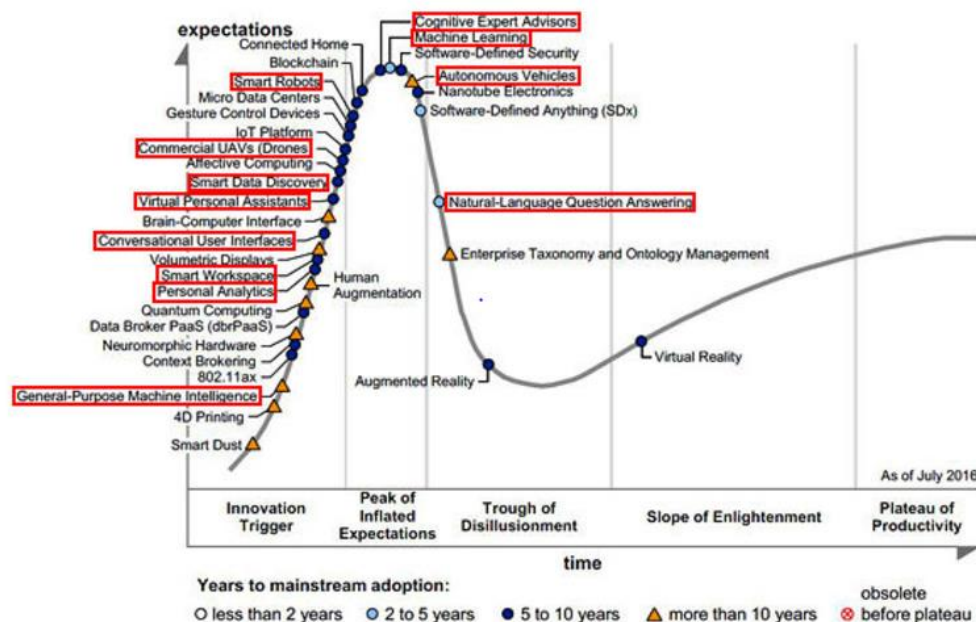 expectations
Cognitive Expert Advisors
Machine Learning
Connected Home
Software-Defined Security
Blockchain
Smart Robots
Autonomous Vehicles
Nanotube Electronics
Micro Data Centers
Gesture Control Devices
Software-Defined Anything (SDx)
IoT Platform
Commercial UAVs (Drones
Affective Computing
Smart Data Discovery
Virtual Personal Assistants
Natural-Language Question Answering
Brain-Computer Interface
Conversational User Interfaces
Volumetric Displays
Enterprise Taxonomy and Ontology Management
Smart Workspace
Personal Analytics
Human
Augmentation
Quantum Computing
Data Broker PaaS (dbrPaaS)
Neuromorphic Hardware
Context Brokering
802.11ax
Virtual Reality
Augmented Reality
General-Purpose Machine Intelligence
4D Printing
Smart Dust
As of July 2016
Innovation
Trigger
Peak of
Inflated
Expectations
Trough of
Disillusionment
Slope of Enlightenment
Plateau of
Productivity
time
Years to mainstream adoption:
less than 2 years
2 to 5 years
5 to 10 years
more than 10 years
obsolete
before plateau